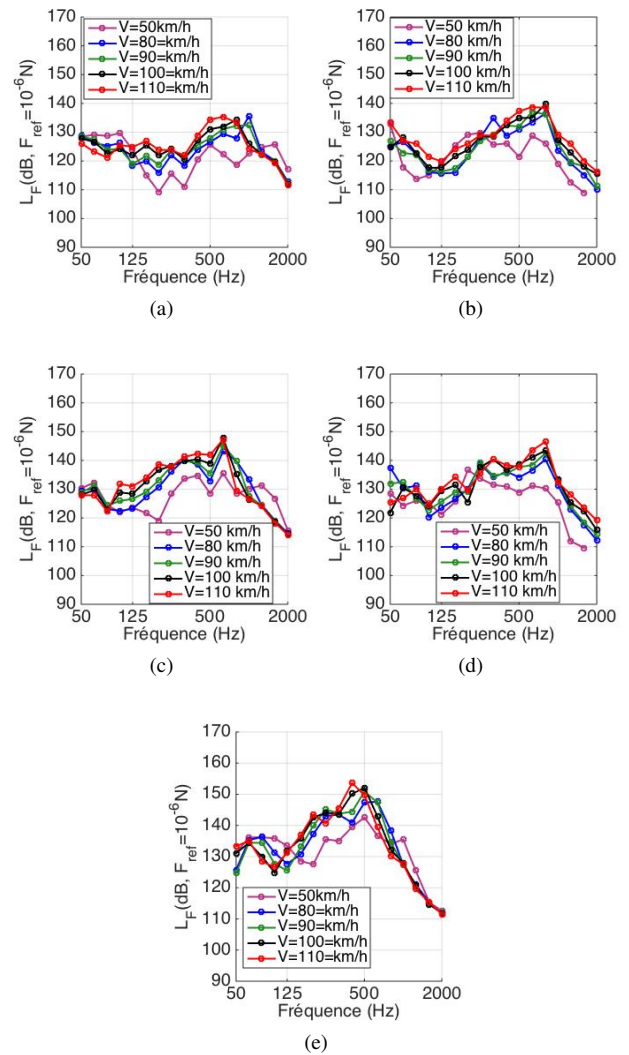 170
160
150
140
130
120
110
100
90
50 125 500 2000
L_F(dB, F_ref=10^-6N)
Fréquence (Hz)
V=50km/h
V=80=km/h
V=90=km/h
V=100=km/h
V=110=km/h
(a)
170
160
150
140
130
120
110
100
90
50 125 500 2000
L_F(dB, F_ref=10^-6N)
Fréquence (Hz)
V=50 km/h
V=80 km/h
V=90 km/h
V=100 km/h
V=110 km/h
(b)
170
160
150
140
130
120
110
100
90
50 125 500 2000
L_F(dB, F_ref=10^-6N)
Fréquence (Hz)
V=50 km/h
V=80 km/h
V=90 km/h
V=100 km/h
V=110 km/h
(c)
170
160
150
140
130
120
110
100
90
50 125 500 2000
L_F(dB, F_ref=10^-6N)
Fréquence (Hz)
V=50 km/h
V=80 km/h
V=90 km/h
V=100 km/h
V=110 km/h
(d)
170
160
150
140
130
120
110
100
90
50 125 500 2000
L_F(dB, F_ref=10^-6N)
Fréquence (Hz)
V=50km/h
V=80=km/h
V=90=km/h
V=100=km/h
V=110=km/h
(e)